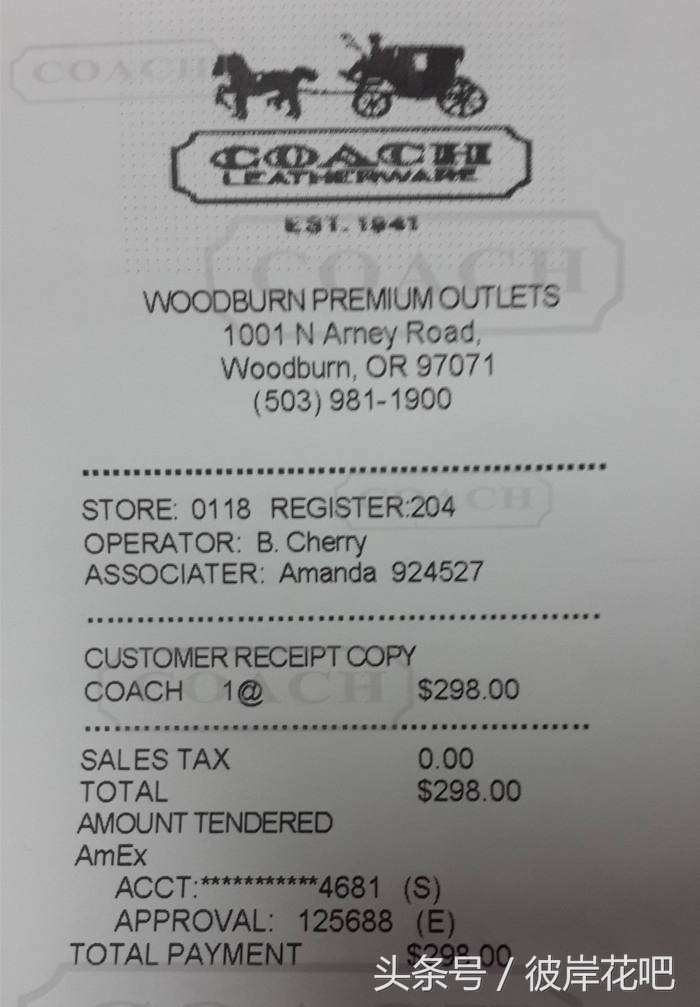 COACH
COACH
LEATHERWARE
EST. 1941
COACH
WOODBURN PREMIUM OUTLETS
1001 N Arney Road,
Woodburn, OR 97071
(503) 981-1900
COACH
STORE: 0118 REGISTER:204
OPERATOR: B. Cherry
ASSOCIATER: Amanda 924527
CUSTOMER RECEIPT COPY
COACH 1@ $298.00
COACH
SALES TAX 0.00
TOTAL $298.00
AMOUNT TENDERED
AmEx
ACCT:***********4681 (S)
APPROVAL: 125688 (E)
TOTAL PAYMENT $298.00
头条号 / 彼岸花吧